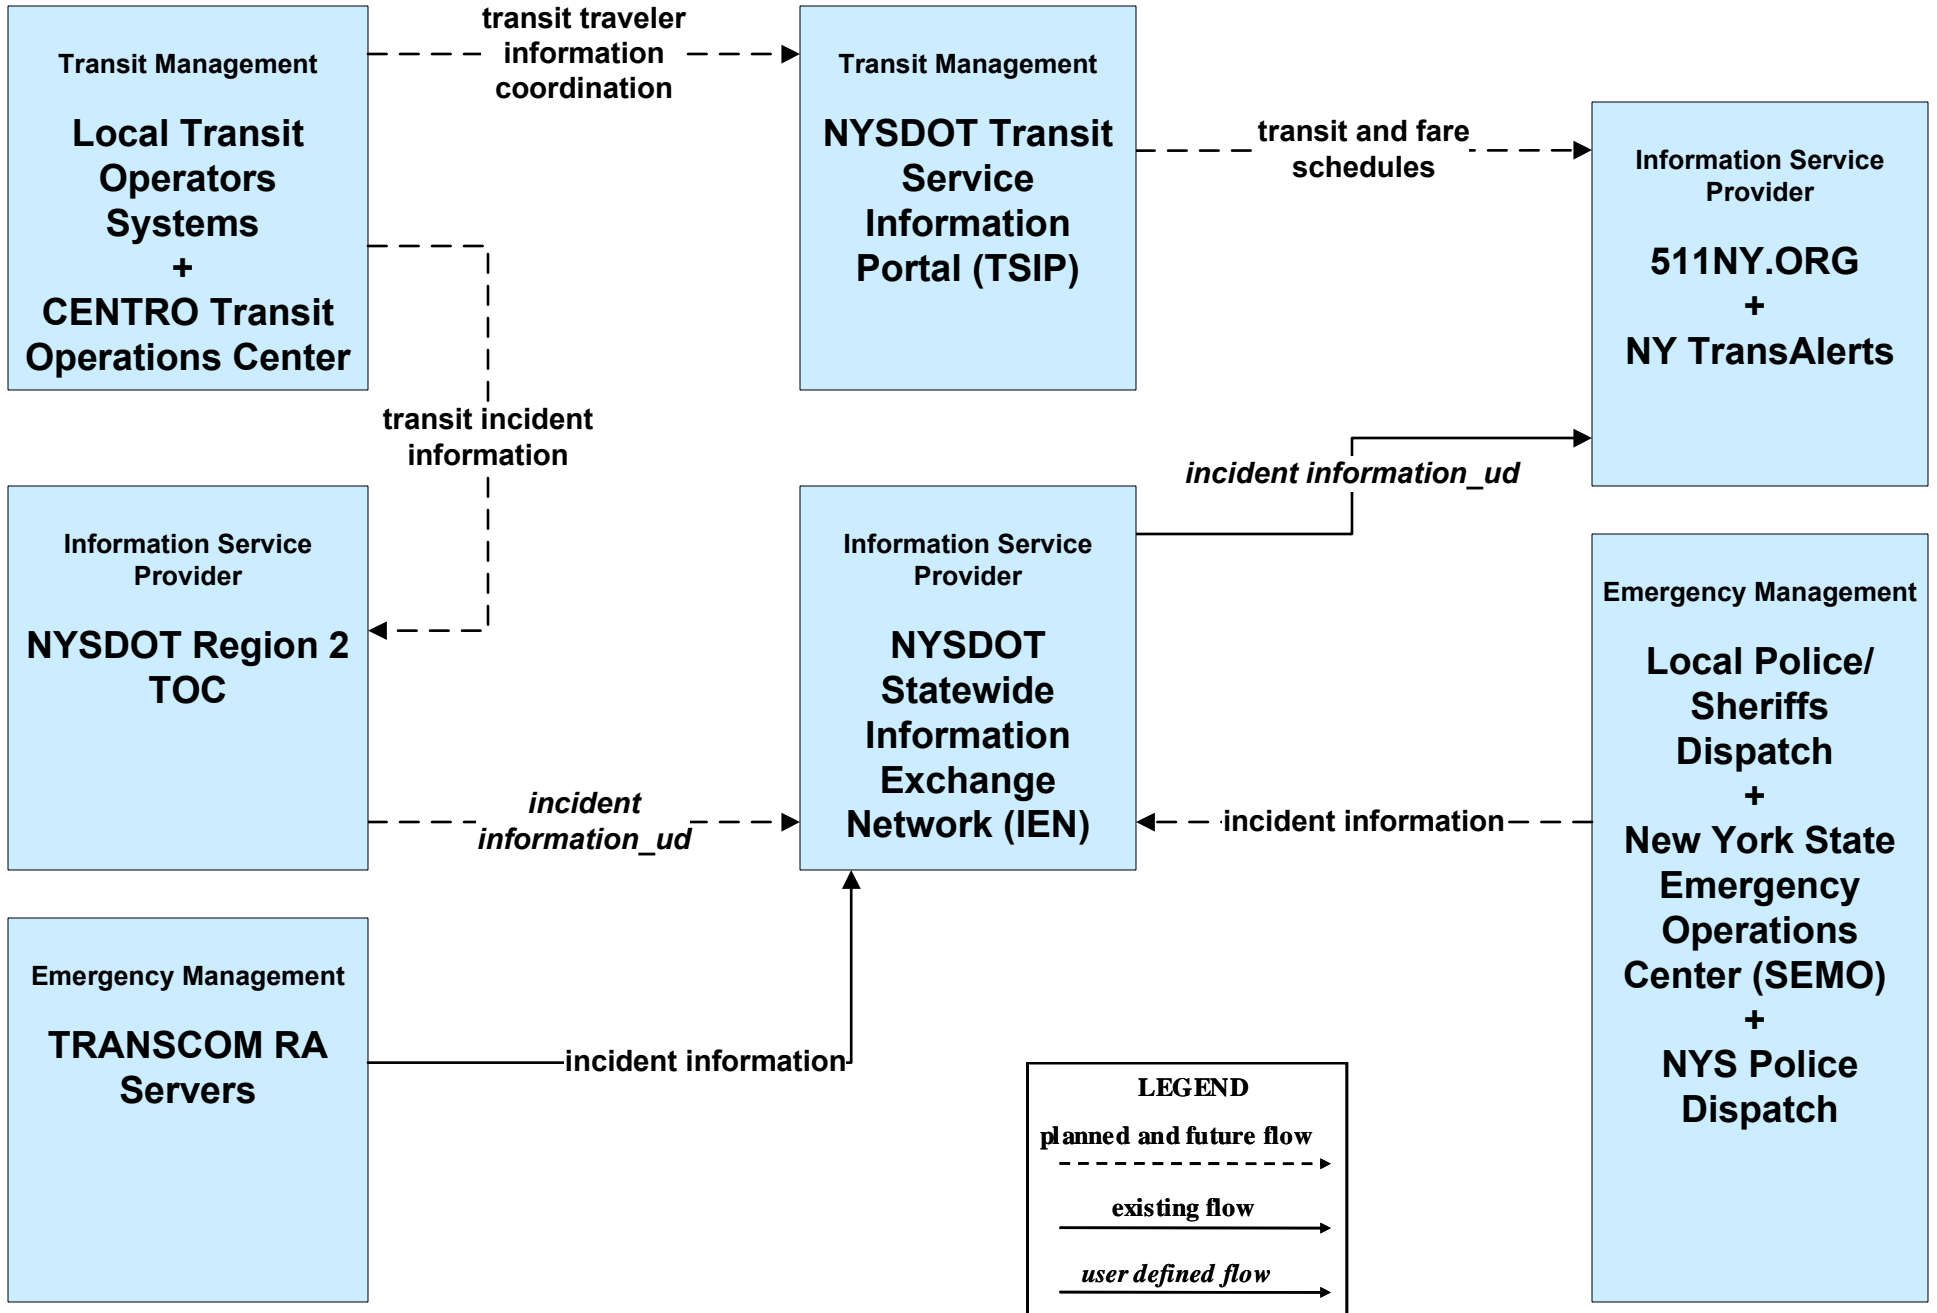 Transit Management
Local Transit
Operators
Systems
+
CENTRO Transit
Operations Center
transit traveler
information
coordination
Transit Management
NYSDOT Transit
Service
Information
Portal (TSIP)
transit and fare
schedules
Information Service
Provider
511NY.ORG
+
NY TransAlerts
transit incident
information
incident information_ud
Information Service
Provider
NYSDOT Region 2
TOC
incident
information_ud
Information Service
Provider
NYSDOT
Statewide
Information
Exchange
Network (IEN)
incident information
Emergency Management
Local Police/
Sheriffs
Dispatch
+
New York State
Emergency
Operations
Center (SEMO)
+
NYS Police
Dispatch
Emergency Management
TRANSCOM RA
Servers
incident information
LEGEND
planned and future flow
existing flow
user defined flow